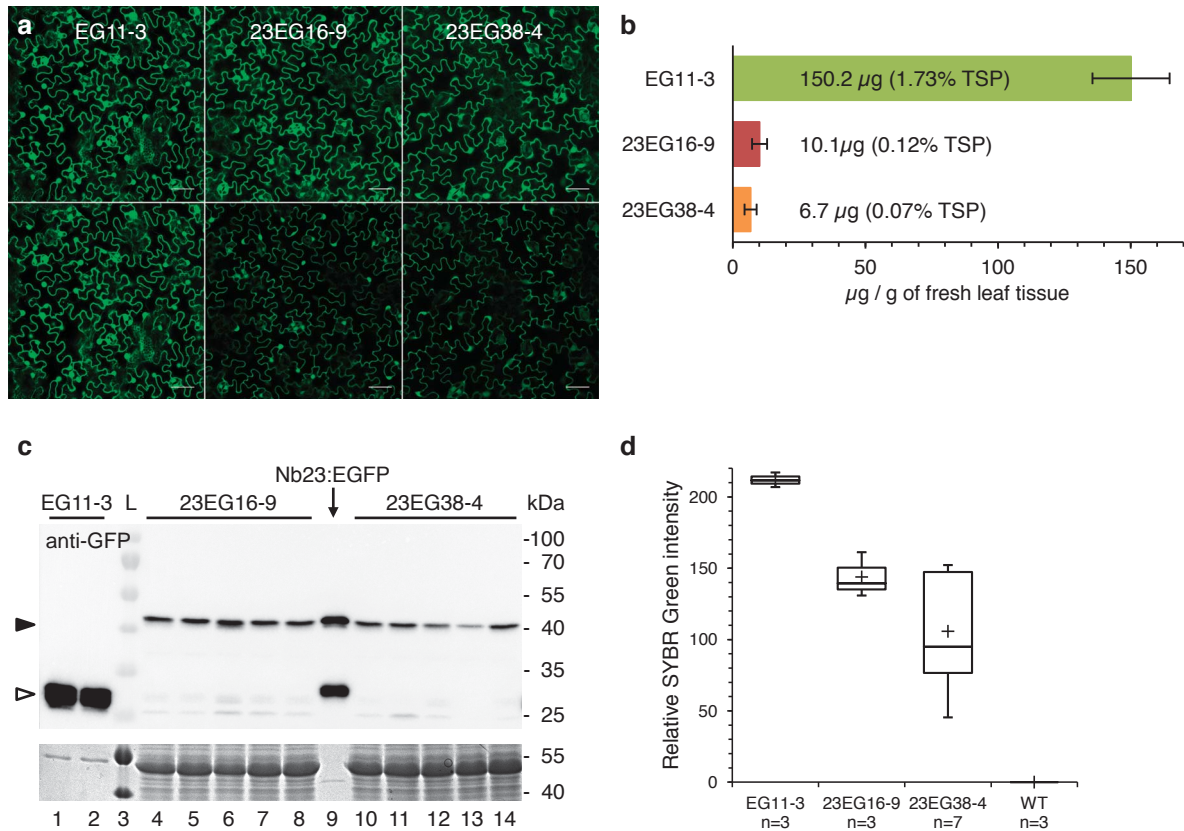 a
EG11-3 23EG16-9 23EG38-4
b
EG11-3 150.2 µg (1.73% TSP)
23EG16-9 10.1µg (0.12% TSP)
23EG38-4 6.7 µg (0.07% TSP)
0 50 100 150
µg / g of fresh leaf tissue
c
Nb23:EGFP
EG11-3 L 23EG16-9 23EG38-4 kDa
anti-GFP
-100
- 70
- 55
- 40
- 35
- 25
- 55
- 40
1 2 3 4 5 6 7 8 9 10 11 12 13 14
d
Relative SYBR Green intensity
200
150
100
50
0
EG11-3 23EG16-9 23EG38-4 WT
n=3 n=3 n=7 n=3